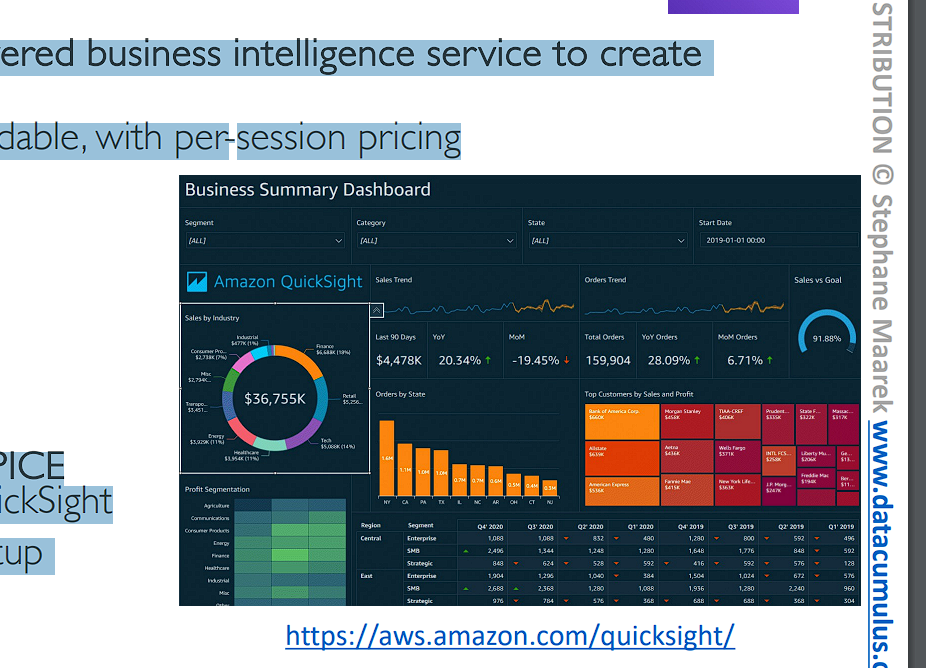 ered business intelligence service to create
dable, with per-session pricing
Business Summary Dashboard
Segment
[ALL]
Category
[ALL]
State
[ALL]
Start Date
2019-01-01 00:00
Amazon QuickSight
Sales Trend
Orders Trend
Sales vs Goal
91.88%
Last 90 Days
$4,478K
YoY
20.34%
MoM
-19.45%
Total Orders
159,904
YoY Orders
28.09%
MoM Orders
6.71%
Sales by Industry
Industrial
$477K (1%)
Finance
$6,688K (18%)
Consumer Pro...
$2,738K (7%)
Misc
$2,794K...
Retail
$5,256...
$36,755K
Transpo...
$3,451...
Energy
$3,929K (11%)
Tech
$5,088K (14%)
Healthcare
$3,954K (11%)
Orders by State
1.6M
1.1M
1.0M
1.0M
0.7M
0.7M
0.6M
0.5M
0.4M
0.3M
NY CA PA TX IL NC AR OH CT NJ
Top Customers by Sales and Profit
Bank of America Corp.
$660K
Morgan Stanley
$458K
TIAA-CREF
$406K
Prudent...
$335K
State F...
$322K
Massac...
$317K
Allstate
$639K
Aetna
$436K
Wells Fargo
$371K
INTL FCS...
$258K
Liberty Mu...
$206K
Ge...
$13...
American Express
$536K
Fannie Mae
$415K
New York Life...
$363K
J.P. Morg...
$247K
Freddie Mac
$194K
Ber...
$11...
Profit Segmentation
Agriculture
Communications
Consumer Products
Energy
Finance
Healthcare
Industrial
Misc
Other
Region Segment Q4' 2020 Q3' 2020 Q2' 2020 Q1' 2020 Q4' 2019 Q3' 2019 Q2' 2019 Q1' 2019
Central Enterprise 1,088 1,088 832 480 1,280 800 592 496
SMB 2,496 1,344 1,248 1,280 1,648 1,776 848 592
Strategic 848 624 528 592 416 592 576 128
East Enterprise 1,904 1,296 1,040 384 1,504 1,024 672 576
SMB 2,688 2,368 1,280 1,088 1,936 1,280 2,240 960
Strategic 976 784 576 368 688 688 368 304
PICE
ickSight
tup
https://aws.amazon.com/quicksight/
STRIBUTION © Stephane Maarek www.datacumulus.c